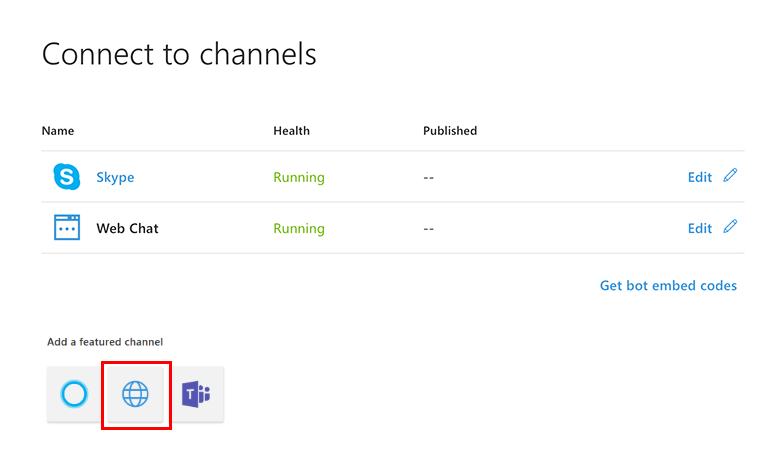 Connect to channels
Name Health Published
Skype Running -- Edit
Web Chat Running -- Edit
Get bot embed codes
Add a featured channel